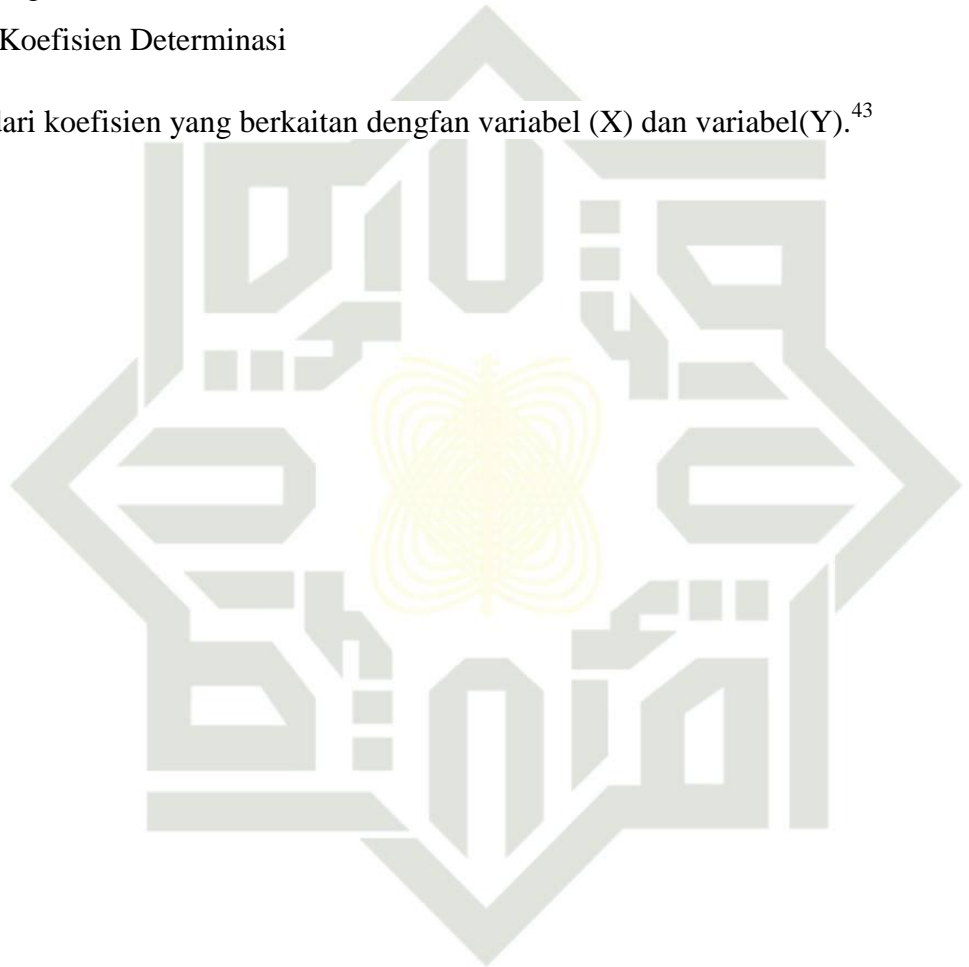 Koefisien Determinasi
dari koefisien yang berkaitan dengfan variabel (X) dan variabel(Y).43